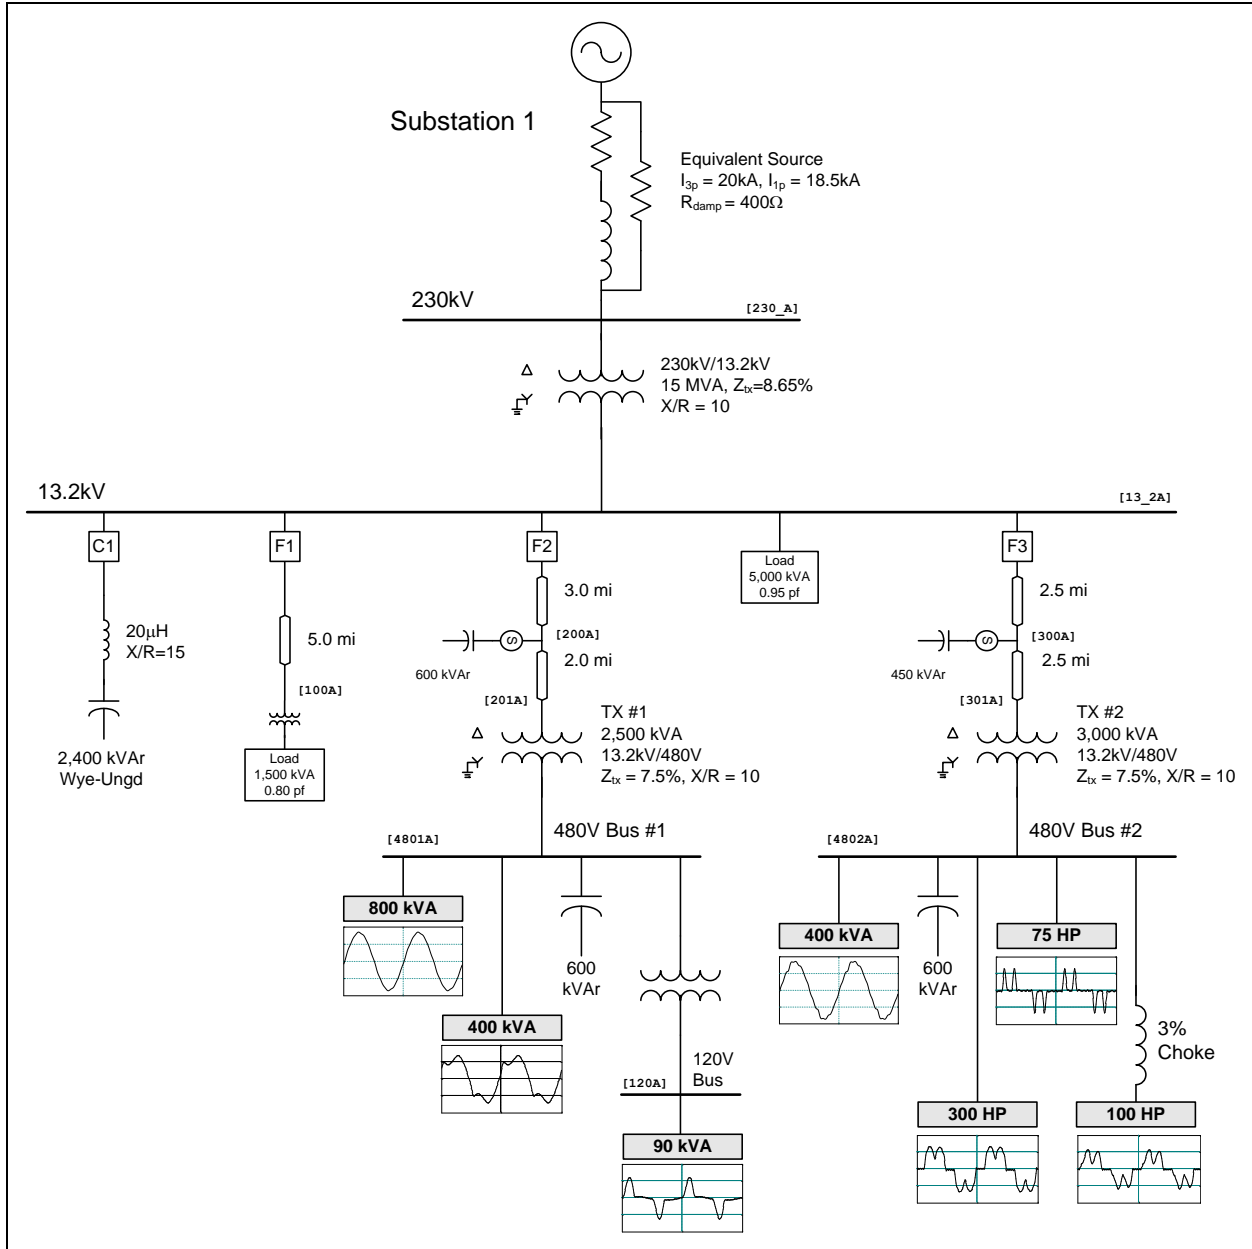 Substation 1
Equivalent Source
I3p = 20kA, I1p = 18.5kA
Rdamp = 400Ω
230kV
[230_A]
230kV/13.2kV
15 MVA, Ztx=8.65%
X/R = 10
13.2kV
[13_2A]
C1
F1
F2
F3
Load
5,000 kVA
0.95 pf
3.0 mi
2.5 mi
20µH
X/R=15
5.0 mi
S
[200A]
600 kVAr
2.0 mi
S
[300A]
450 kVAr
2.5 mi
[100A]
[201A]
[301A]
2,400 kVAr
Wye-Ungd
Load
1,500 kVA
0.80 pf
TX #1
2,500 kVA
13.2kV/480V
Ztx = 7.5%, X/R = 10
TX #2
3,000 kVA
13.2kV/480V
Ztx = 7.5%, X/R = 10
[4801A]
480V Bus #1
[4802A]
480V Bus #2
800 kVA
400 kVA
600
kVAr
400 kVA
600
kVAr
75 HP
3%
Choke
120V
Bus
[120A]
90 kVA
300 HP
100 HP